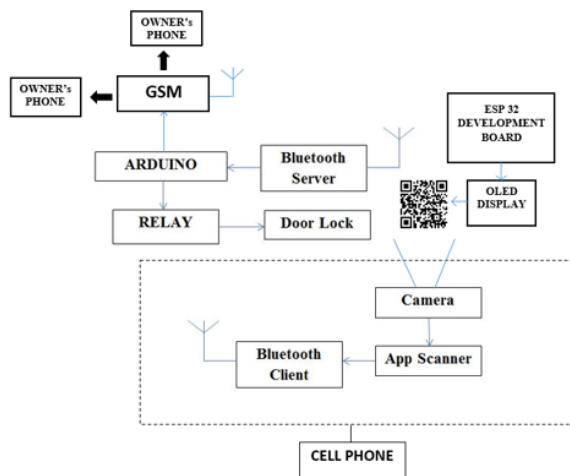 OWNER's
PHONE
OWNER's
PHONE
GSM
ESP 32
DEVELOPMENT
BOARD
ARDUINO
Bluetooth
Server
OLED
DISPLAY
RELAY
Door Lock
Camera
Bluetooth
Client
App Scanner
CELL PHONE